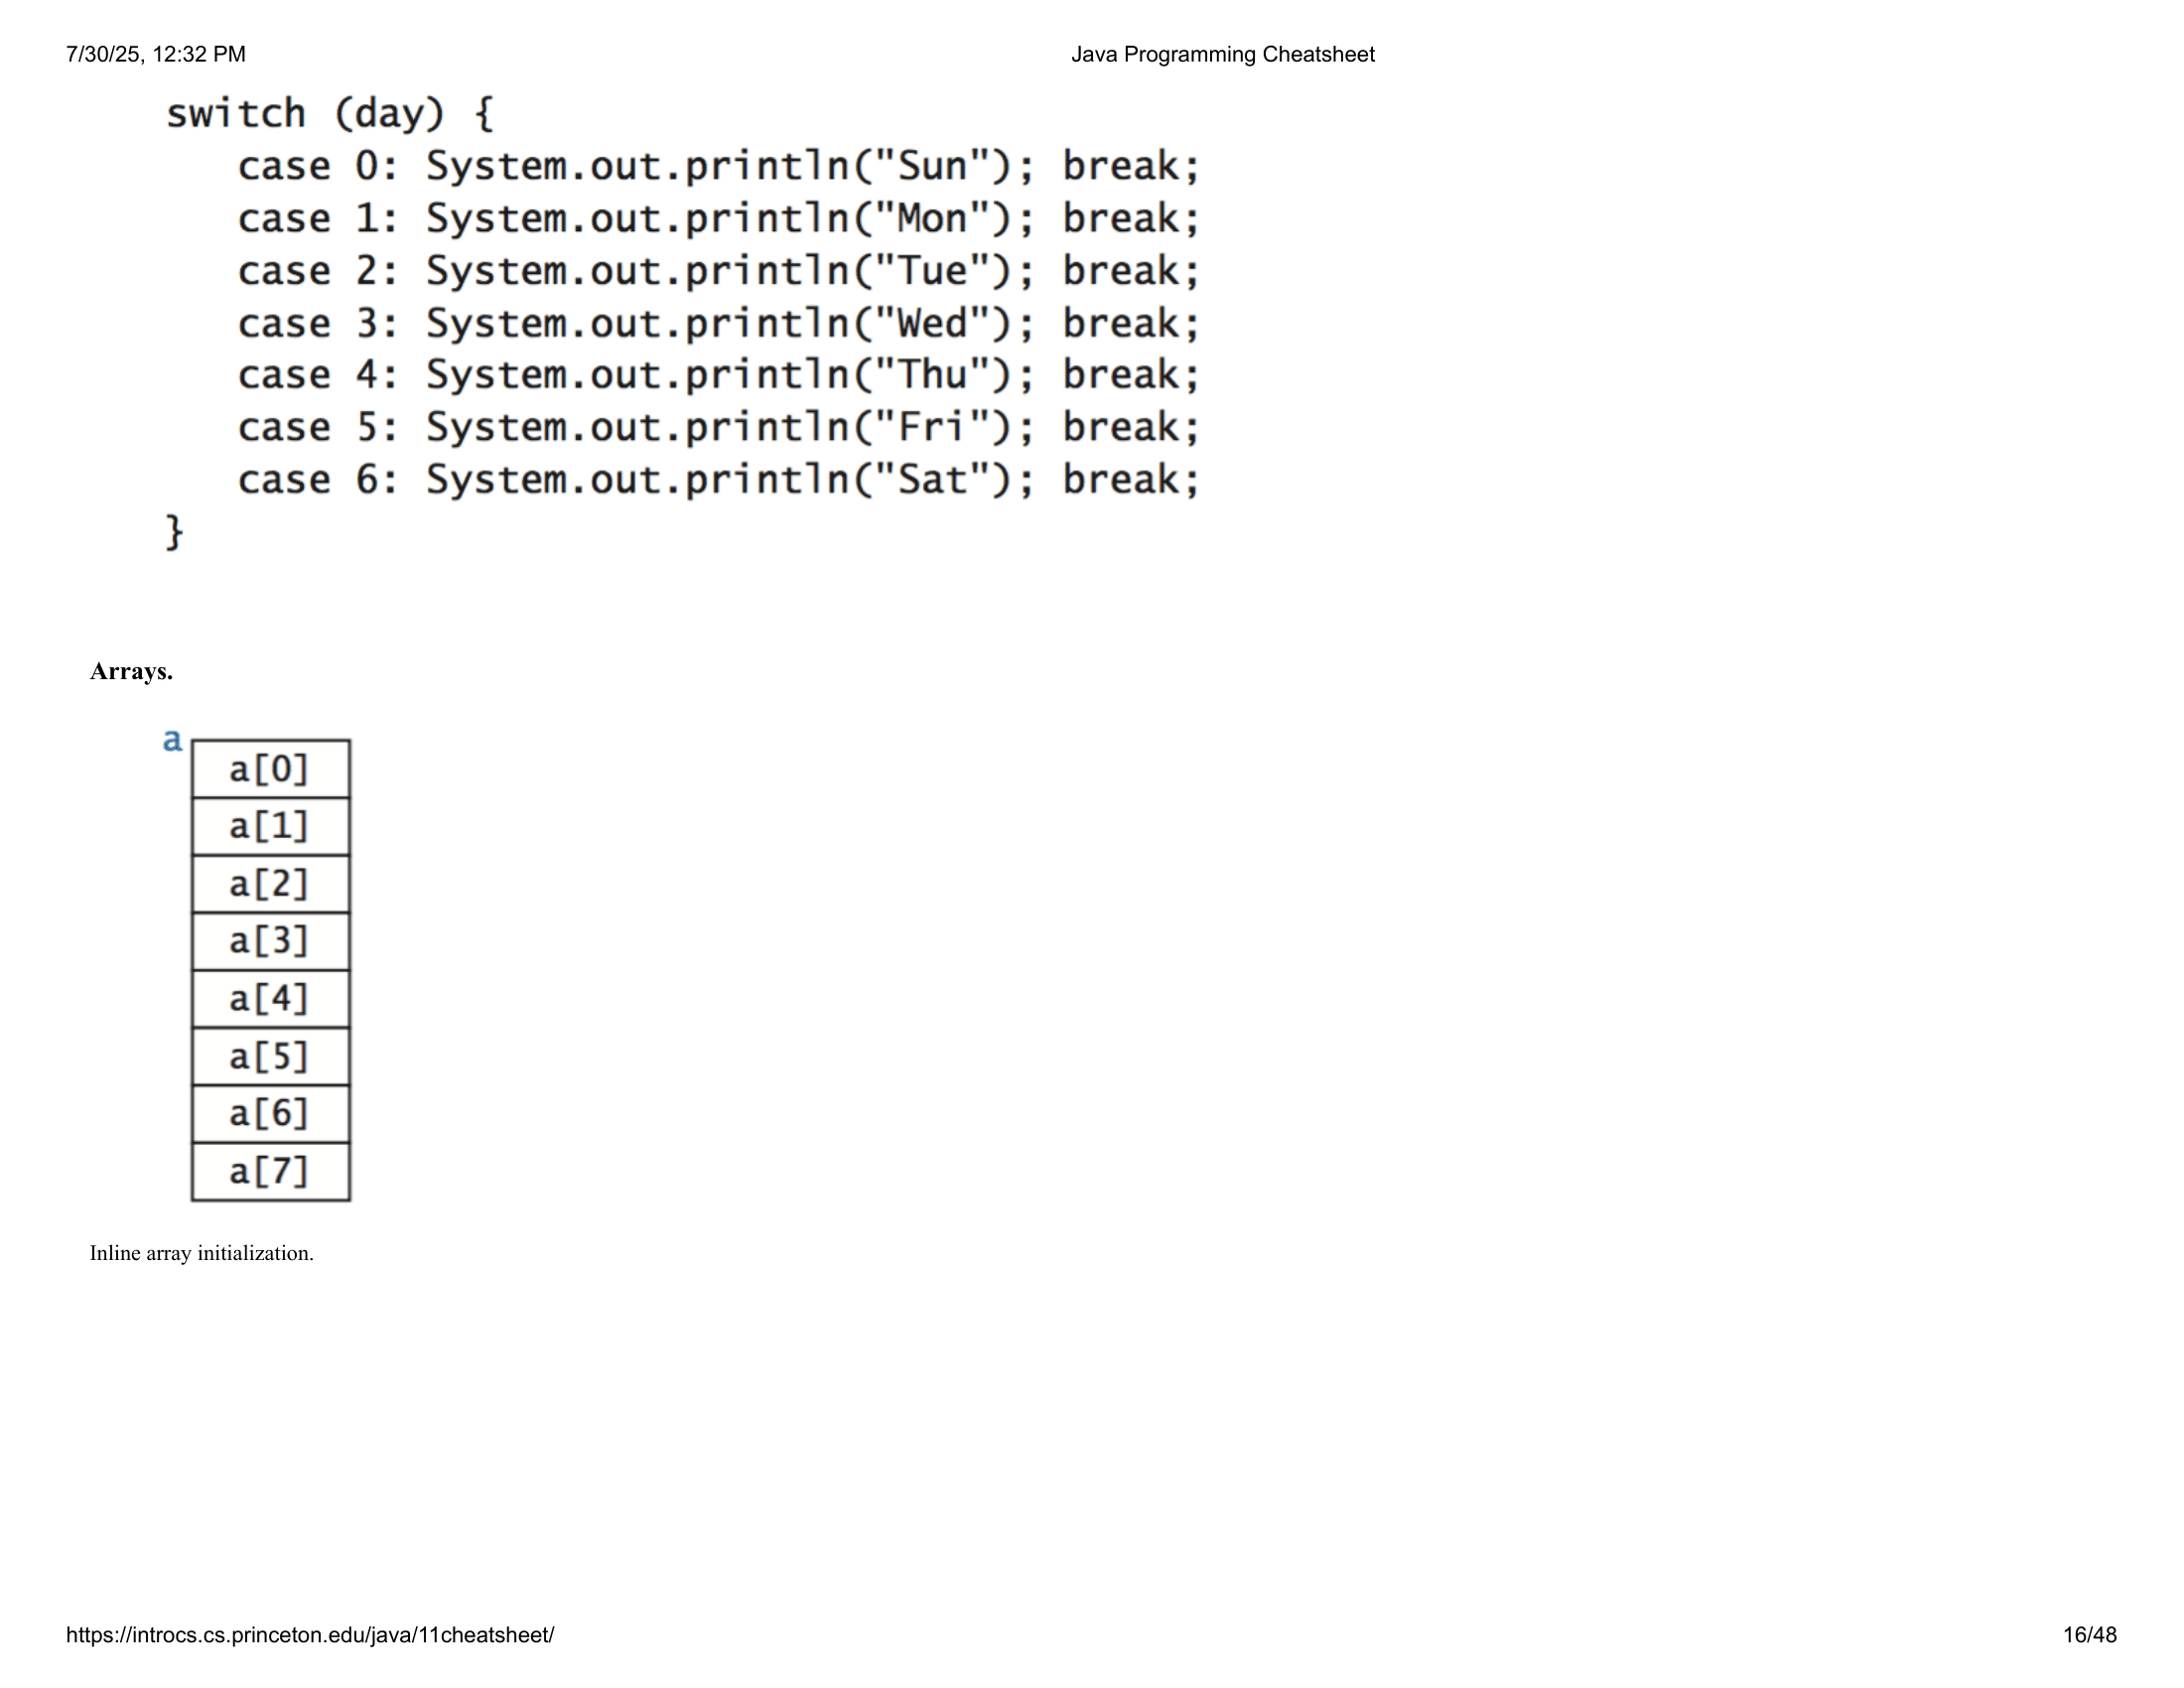 7/30/25, 12:32 PM Java Programming Cheatsheet
switch (day) {
    case 0: System.out.println("Sun"); break;
    case 1: System.out.println("Mon"); break;
    case 2: System.out.println("Tue"); break;
    case 3: System.out.println("Wed"); break;
    case 4: System.out.println("Thu"); break;
    case 5: System.out.println("Fri"); break;
    case 6: System.out.println("Sat"); break;
}
Arrays.
a
a[0]
a[1]
a[2]
a[3]
a[4]
a[5]
a[6]
a[7]
Inline array initialization.
https://introcs.cs.princeton.edu/java/11cheatsheet/ 16/48